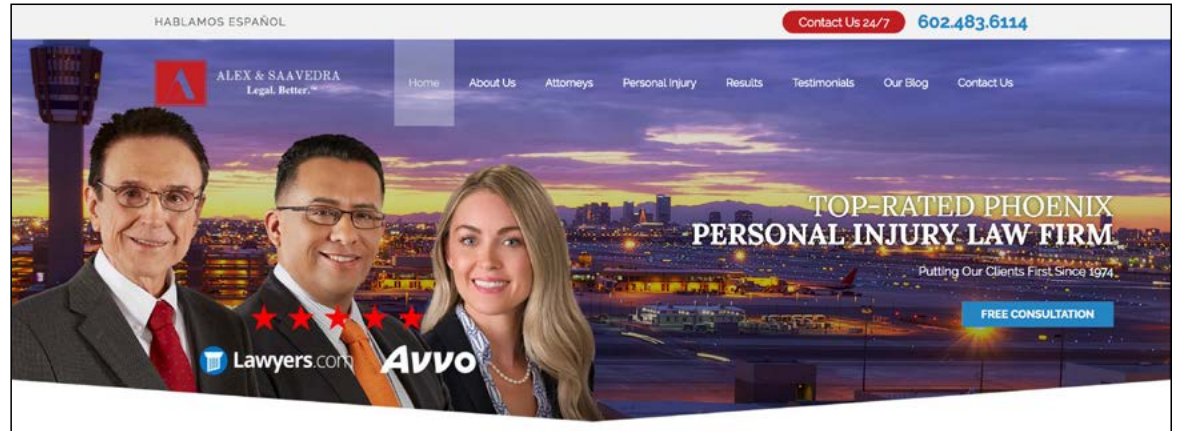 HABLAMOS ESPAÑOL
Contact Us 24/7
602.483.6114
ALEX & SAAVEDRA
Legal. Better.™
Home
About Us
Attorneys
Personal Injury
Results
Testimonials
Our Blog
Contact Us
TOP-RATED PHOENIX
PERSONAL INJURY LAW FIRM
Putting Our Clients First Since 1974
FREE CONSULTATION
Lawyers.com
Avvo